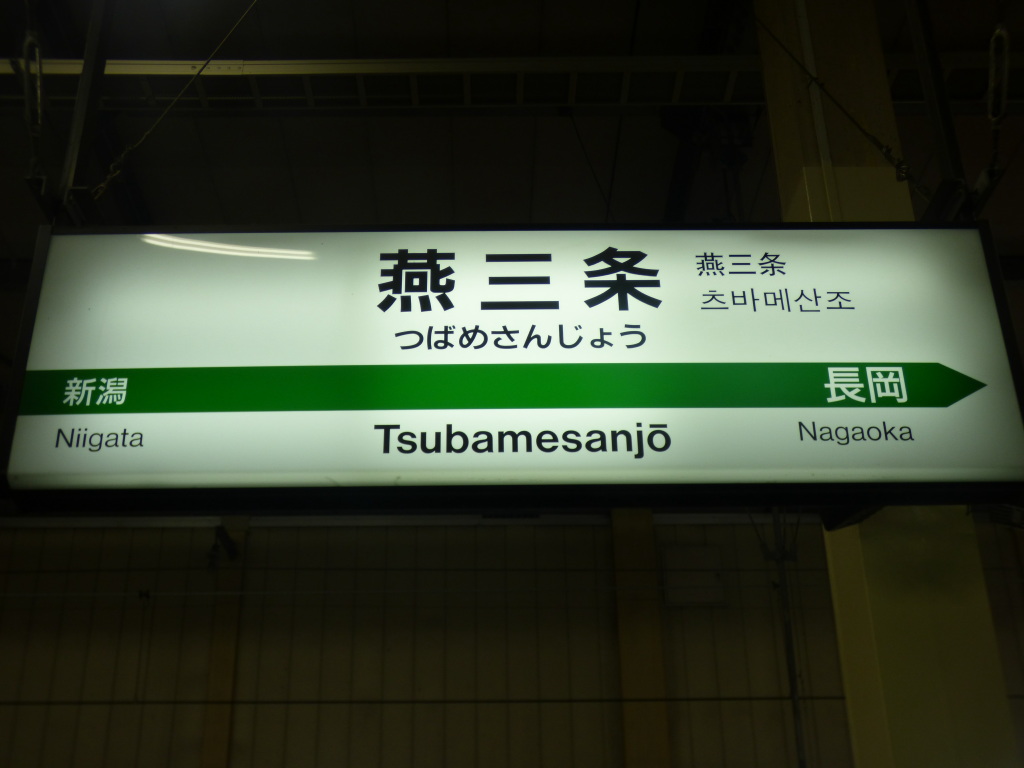 燕三条
燕三条
츠바메산조
つばめさんじょう
新潟
長岡
Niigata
Tsubamesanjō
Nagaoka